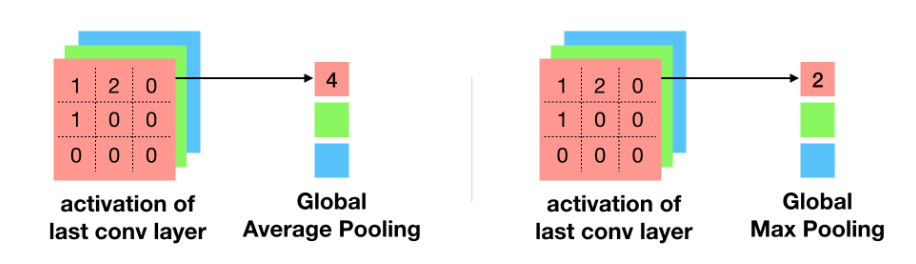 1 2 0
1 0 0
0 0 0
4
activation of
last conv layer
Global
Average Pooling
1 2 0
1 0 0
0 0 0
2
activation of
last conv layer
Global
Max Pooling